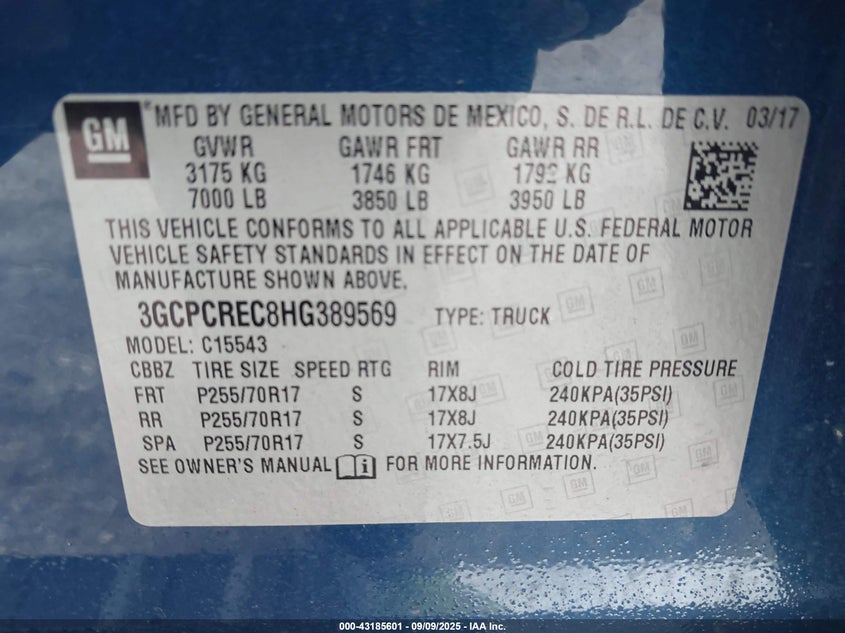 GM ® MFD BY GENERAL MOTORS DE MEXICO, S. DE R.L. DE C.V. 03/17
GVWR GAWR FRT GAWR RR
3175 KG 1746 KG 1792 KG
7000 LB 3850 LB 3950 LB
THIS VEHICLE CONFORMS TO ALL APPLICABLE U.S. FEDERAL MOTOR
VEHICLE SAFETY STANDARDS IN EFFECT ON THE DATE OF
MANUFACTURE SHOWN ABOVE.
3GCPCREC8HG389569 TYPE: TRUCK
MODEL: C15543
CBBZ TIRE SIZE SPEED RTG RIM COLD TIRE PRESSURE
FRT P255/70R17 S 17X8J 240KPA(35PSI)
RR P255/70R17 S 17X8J 240KPA(35PSI)
SPA P255/70R17 S 17X7.5J 240KPA(35PSI)
SEE OWNER'S MANUAL i FOR MORE INFORMATION.
000-43185601 - 09/09/2025 - IAA Inc.